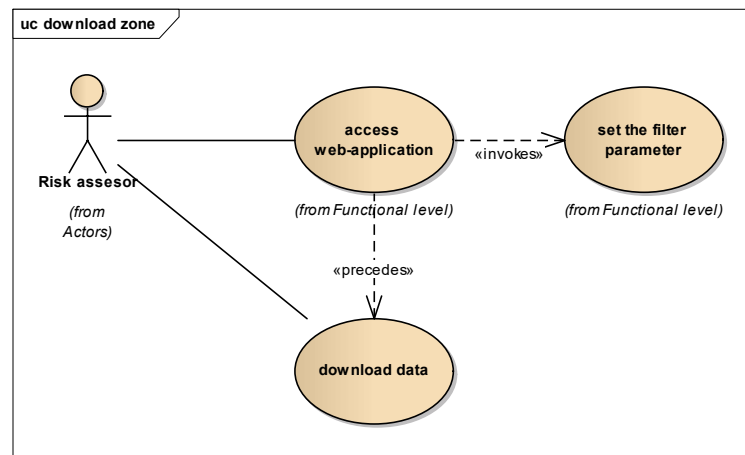 uc download zone
access
web-application
set the filter
parameter
«invokes»
Risk assesor
(from
Actors)
(from Functional level)
(from Functional level)
«precedes»
download data